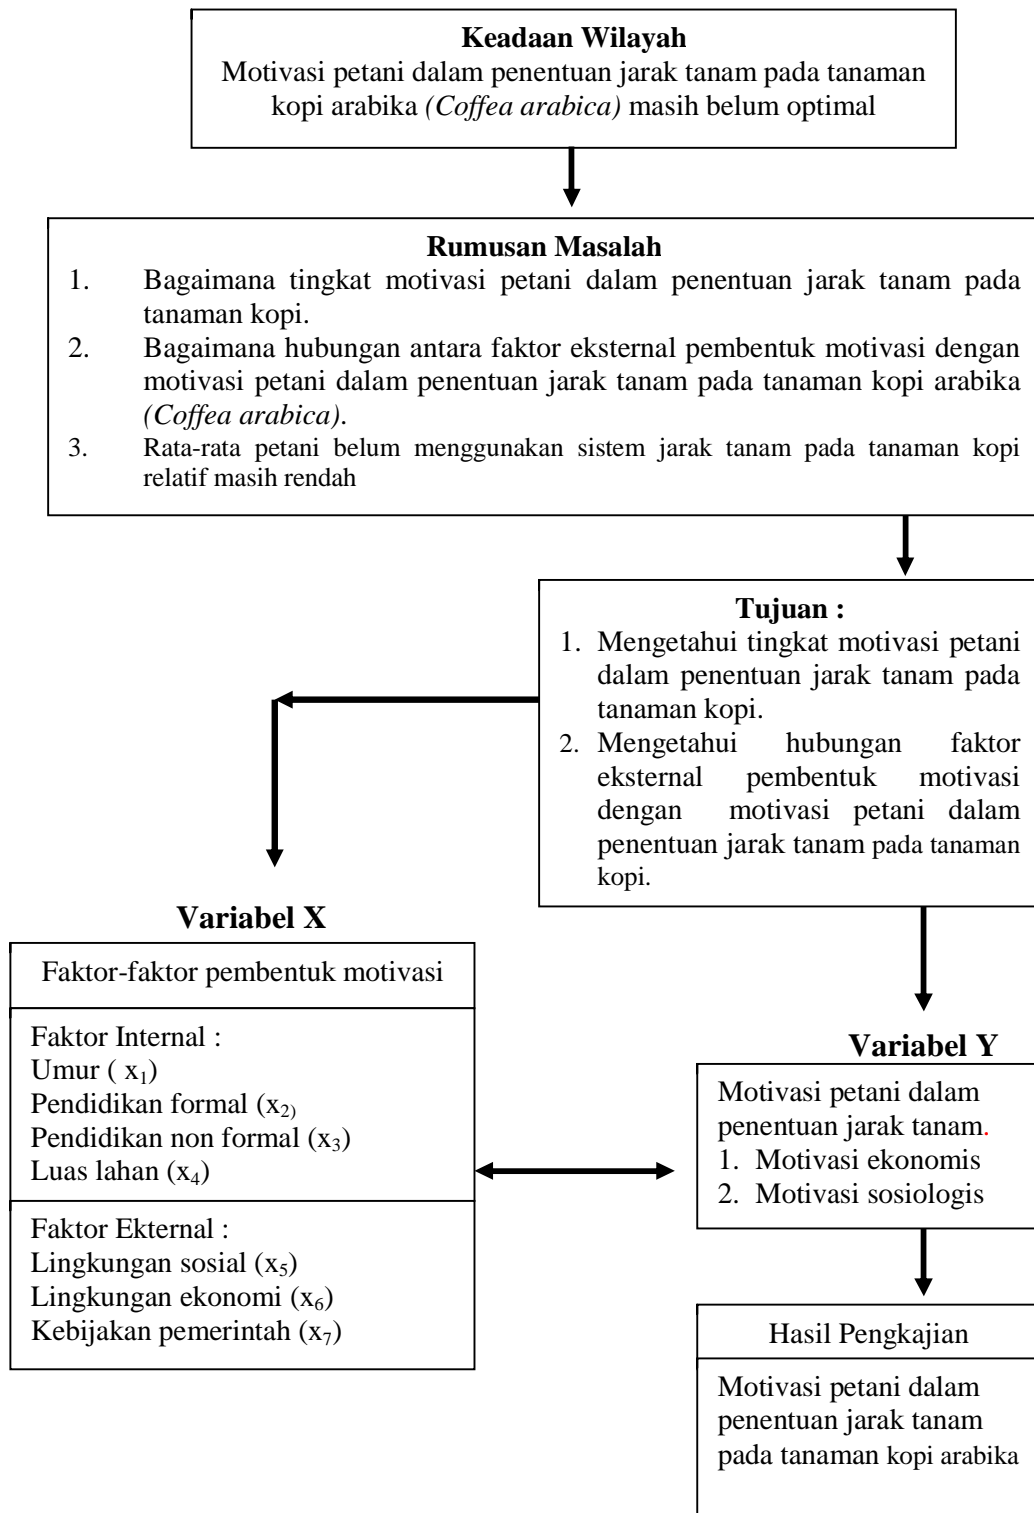 Keadaan Wilayah
Motivasi petani dalam penentuan jarak tanam pada tanaman
kopi arabika (Coffea arabica) masih belum optimal
Rumusan Masalah
1. Bagaimana tingkat motivasi petani dalam penentuan jarak tanam pada
tanaman kopi.
2. Bagaimana hubungan antara faktor eksternal pembentuk motivasi dengan
motivasi petani dalam penentuan jarak tanam pada tanaman kopi arabika
(Coffea arabica).
3. Rata-rata petani belum menggunakan sistem jarak tanam pada tanaman kopi
relatif masih rendah
Tujuan :
1. Mengetahui tingkat motivasi petani
dalam penentuan jarak tanam pada
tanaman kopi.
2. Mengetahui hubungan faktor
eksternal pembentuk motivasi
dengan motivasi petani dalam
penentuan jarak tanam pada tanaman
kopi.
Variabel X
Faktor-faktor pembentuk motivasi
Faktor Internal :
Umur ( x₁)
Pendidikan formal (x₂₎
Pendidikan non formal (x₃)
Luas lahan (x₄)
Faktor Ekternal :
Lingkungan sosial (x₅)
Lingkungan ekonomi (x₆)
Kebijakan pemerintah (x₇)
Variabel Y
Motivasi petani dalam
penentuan jarak tanam.
1. Motivasi ekonomis
2. Motivasi sosiologis
Hasil Pengkajian
Motivasi petani dalam
penentuan jarak tanam
pada tanaman kopi arabika